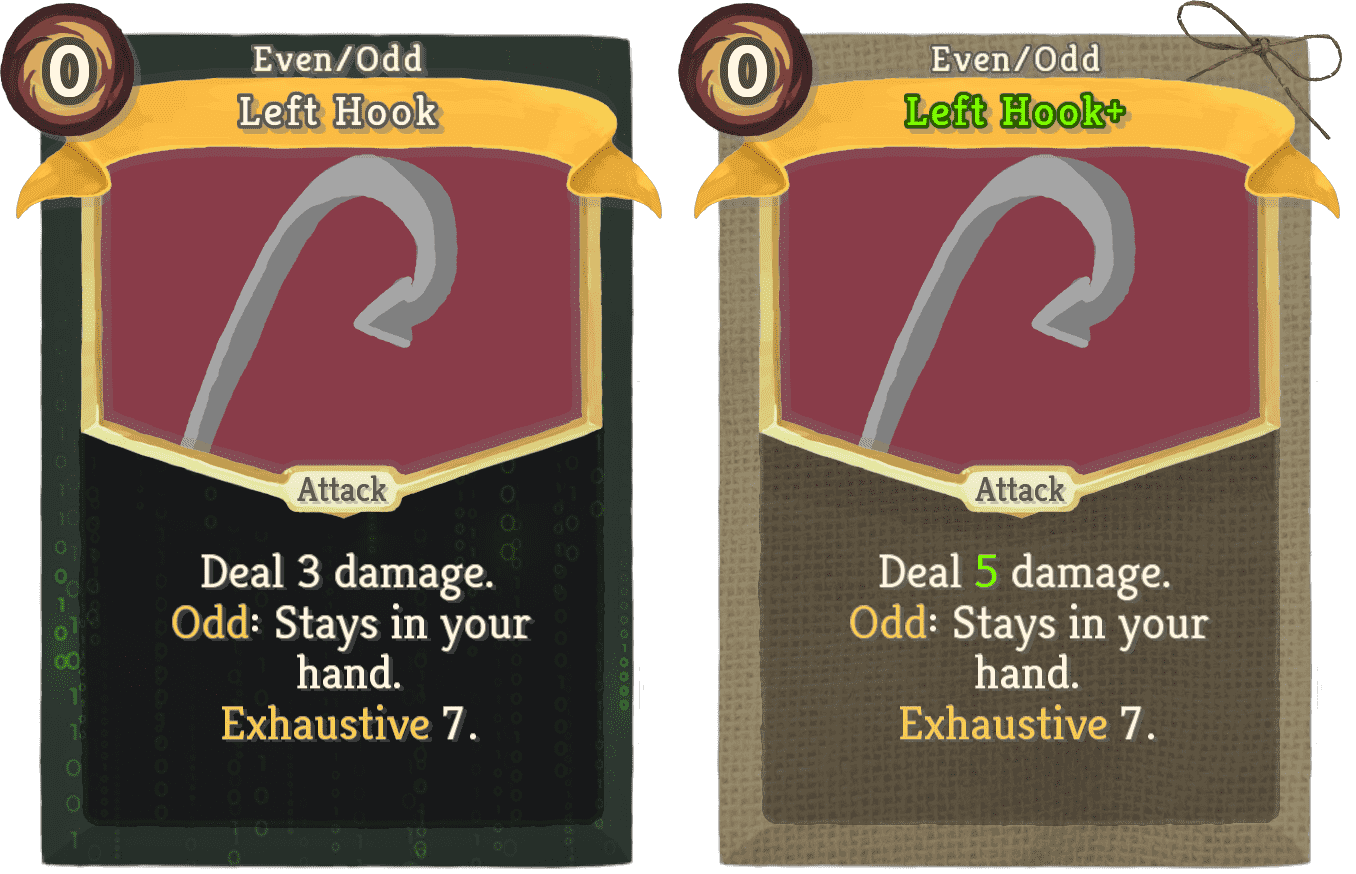 0
Even/Odd
Left Hook
Attack
Deal 3 damage.
Odd: Stays in your
hand.
Exhaustive 7.
0
Even/Odd
Left Hook+
Attack
Deal 5 damage.
Odd: Stays in your
hand.
Exhaustive 7.